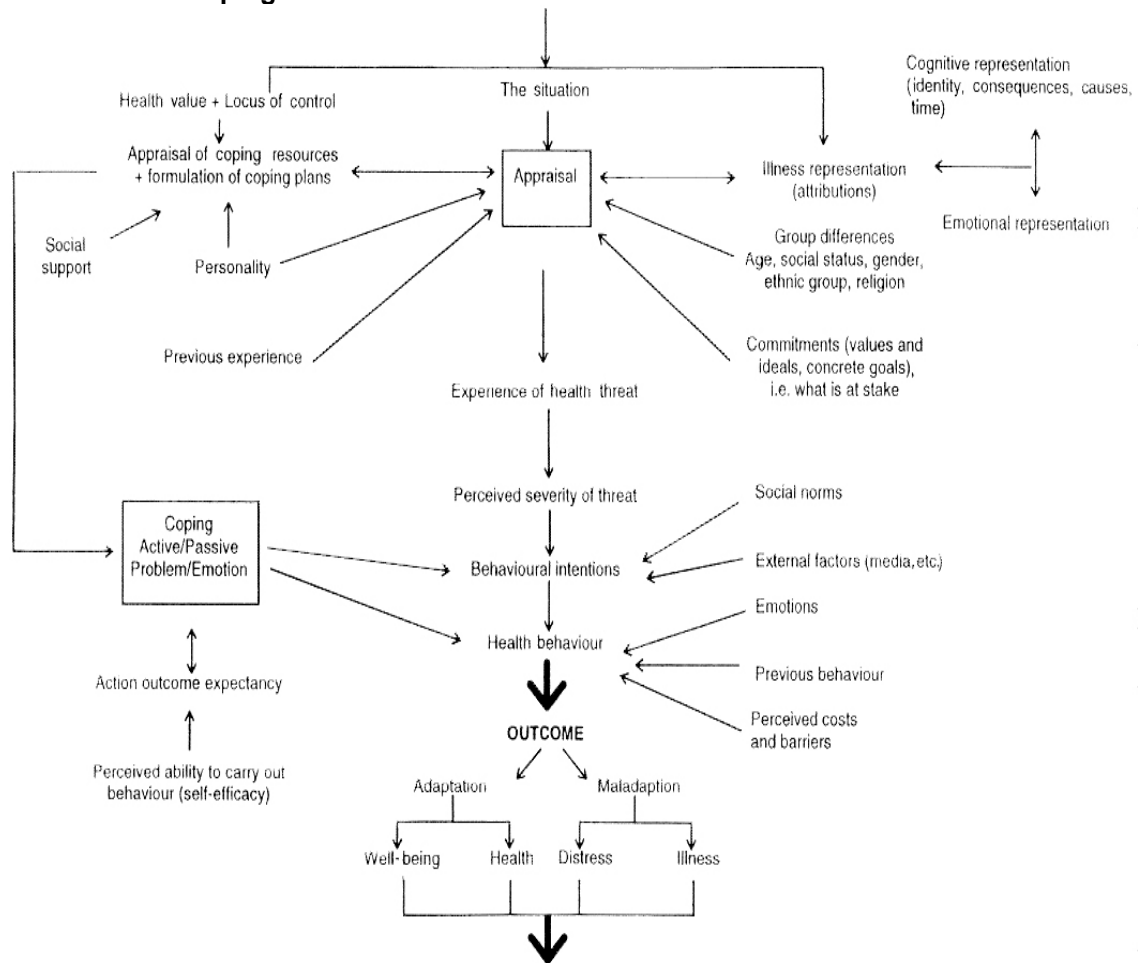 Health value + Locus of control
The situation
Cognitive representation
(identity, consequences, causes,
time)
Appraisal of coping resources
+ formulation of coping plans
Appraisal
Illness representation
(attributions)
Emotional representation
Social
support
Personality
Group differences
Age, social status, gender,
ethnic group, religion
Previous experience
Commitments (values and
ideals, concrete goals),
i.e. what is at stake
Experience of health threat
Perceived severity of threat
Social norms
Coping
Active/Passive
Problem/Emotion
Behavioural intentions
External factors (media, etc.)
Emotions
Health behaviour
Previous behaviour
Action outcome expectancy
Perceived costs
and barriers
OUTCOME
Perceived ability to carry out
behaviour (self-efficacy)
Adaptation
Maladaption
Well-being
Health
Distress
Illness